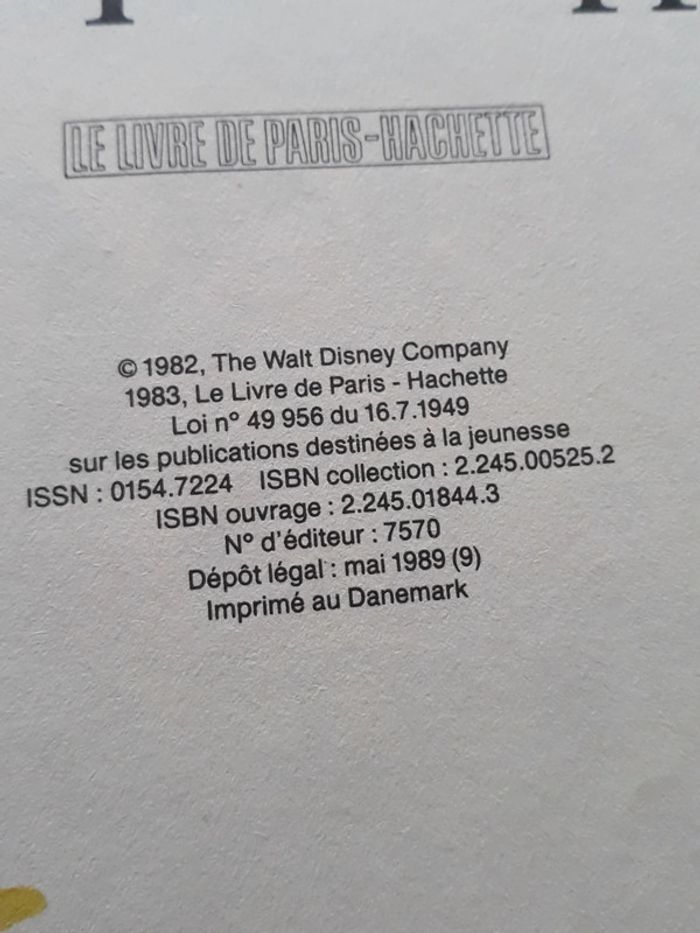 LE LIVRE DE PARIS-HACHETTE
© 1982, The Walt Disney Company
1983, Le Livre de Paris - Hachette
Loi n° 49 956 du 16.7.1949
sur les publications destinées à la jeunesse
ISSN : 0154.7224 ISBN collection : 2.245.00525.2
ISBN ouvrage : 2.245.01844.3
N° d'éditeur : 7570
Dépôt légal : mai 1989 (9)
Imprimé au Danemark